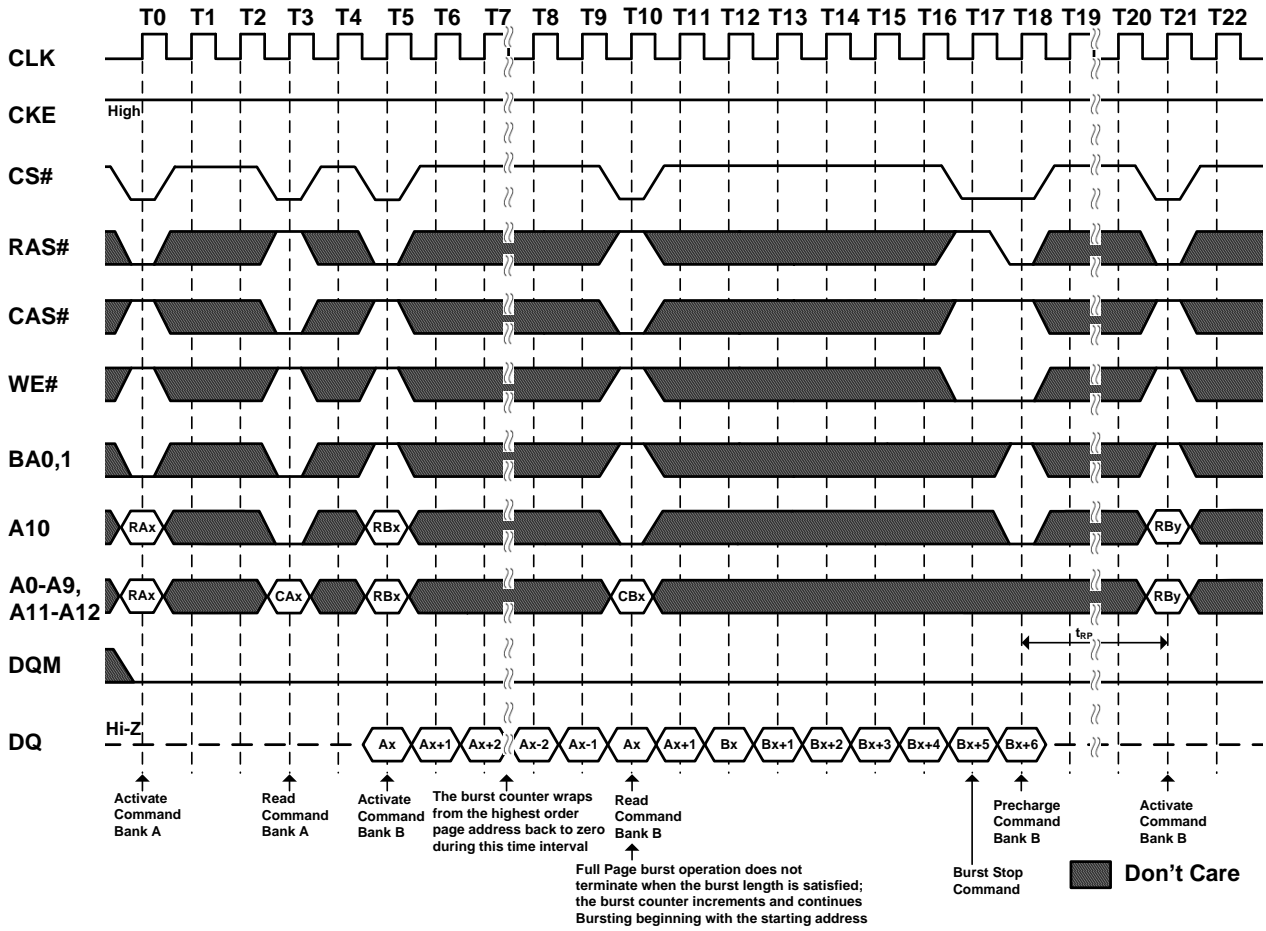 T0 T1 T2 T3 T4 T5 T6 T7 T8 T9 T10 T11 T12 T13 T14 T15 T16 T17 T18 T19 T20 T21 T22
CLK
CKE
High
CS#
RAS#
CAS#
WE#
BA0,1
A10
RAx RBx RBy
A0-A9,
A11-A12
RAx CAx RBx CBx RBy
tRP
DQM
DQ
Hi-Z
Ax Ax+1 Ax+2 Ax-2 Ax-1 Ax Ax+1 Bx Bx+1 Bx+2 Bx+3 Bx+4 Bx+5 Bx+6
Activate
Command
Bank A
Read
Command
Bank A
Activate
Command
Bank B
The burst counter wraps
from the highest order
page address back to zero
during this time interval
Read
Command
Bank B
Full Page burst operation does not
terminate when the burst length is satisfied;
the burst counter increments and continues
Bursting beginning with the starting address
Burst Stop
Command
Precharge
Command
Bank B
Activate
Command
Bank B
Don't Care